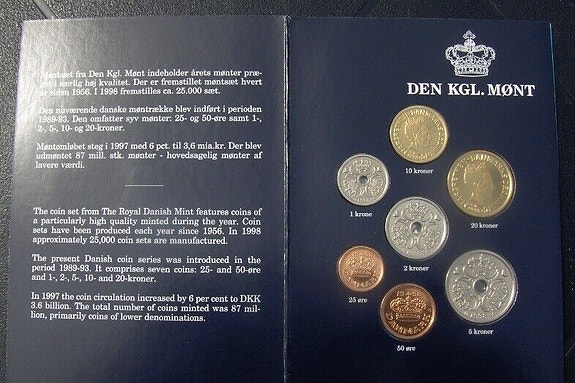 Møntsæt fra Den Kgl. Mønt indeholder årets mønter præ-
get i særlig høj kvalitet. Der er fremstillet møntsæt hvert
år siden 1956. I 1998 fremstilles ca. 25.000 sæt.
Den nuværende danske møntrække blev indført i perioden
1989-93. Den omfatter syv mønter: 25- og 50-øre samt 1-,
2-, 5-, 10- og 20-kroner.
Møntomløbet steg i 1997 med 6 pct. til 3,6 mia.kr. Der blev
udmøntet 87 mill. stk. mønter - hovedsagelig mønter af
lavere værdi.
The coin set from The Royal Danish Mint features coins of
a particularly high quality minted during the year. Coin
sets have been produced each year since 1956. In 1998
approximately 25,000 coin sets are manufactured.
The present Danish coin series was introduced in the
period 1989-93. It comprises seven coins: 25- and 50-øre
and 1-, 2-, 5-, 10- and 20-kroner.
In 1997 the coin circulation increased by 6 per cent to DKK
3.6 billion. The total number of coins minted was 87 mil-
lion, primarily coins of lower denominations.
DEN KGL. MØNT
10 kroner
1 krone
20 kroner
2 kroner
25 øre
5 kroner
DANMARK
50 øre